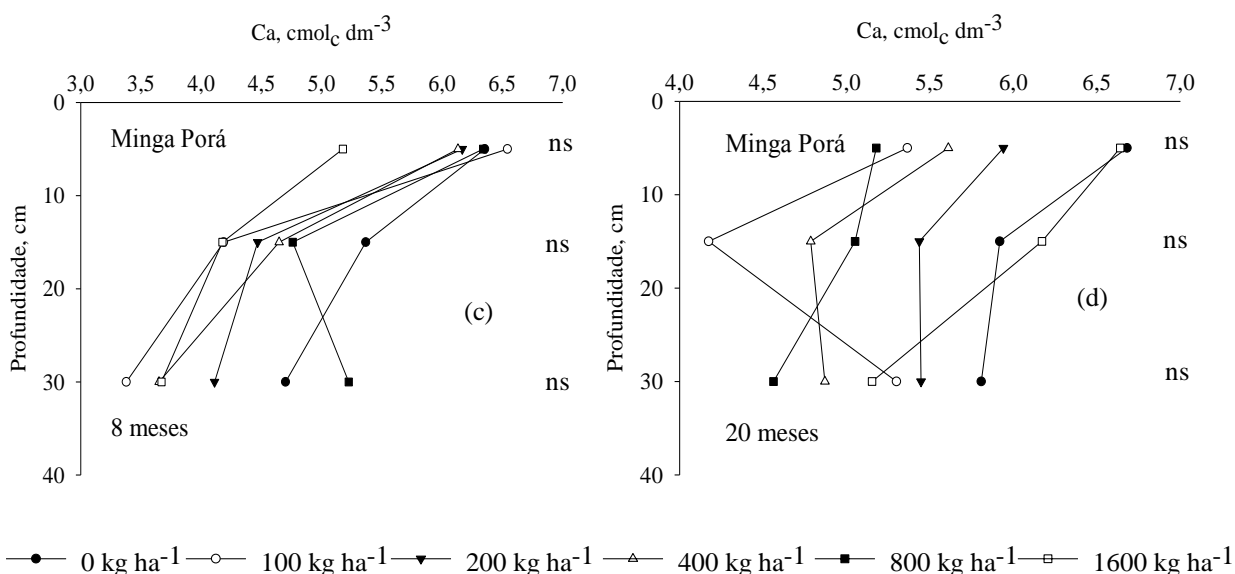 Ca, cmolc dm-3
3,0 3,5 4,0 4,5 5,0 5,5 6,0 6,5 7,0
0
10
20
30
40
Profundidade, cm
Minga Porá
ns
ns
(c)
ns
8 meses
Ca, cmolc dm-3
4,0 4,5 5,0 5,5 6,0 6,5 7,0
0
10
20
30
40
Profundidade, cm
Minga Porá
ns
ns
(d)
ns
20 meses
0 kg ha-1 100 kg ha-1 200 kg ha-1 400 kg ha-1 800 kg ha-1 1600 kg ha-1